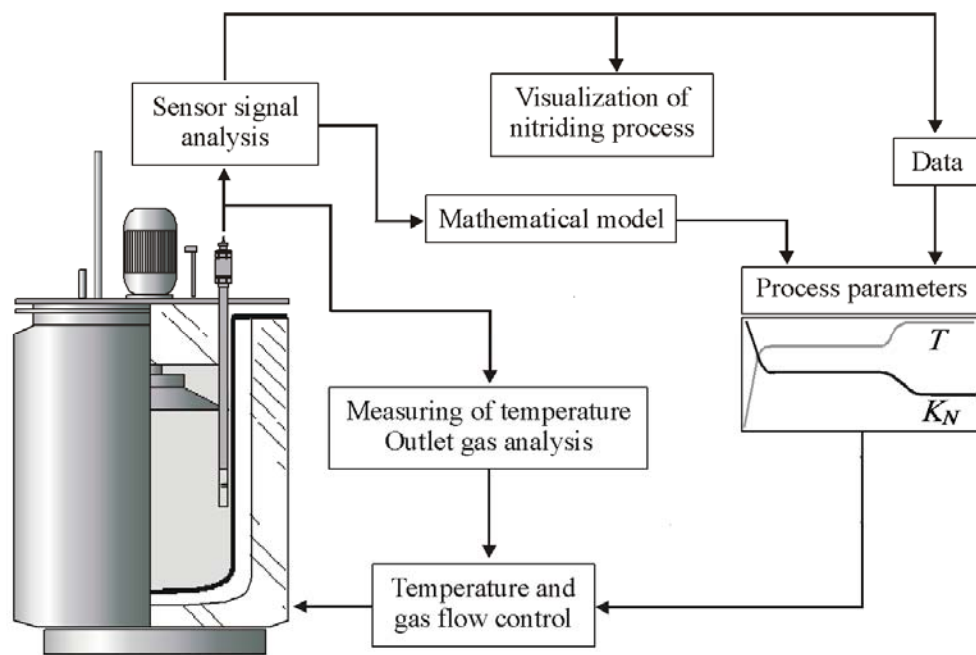 Sensor signal
analysis
Visualization of
nitriding process
Data
Mathematical model
Process parameters
T
K_N
Measuring of temperature
Outlet gas analysis
Temperature and
gas flow control